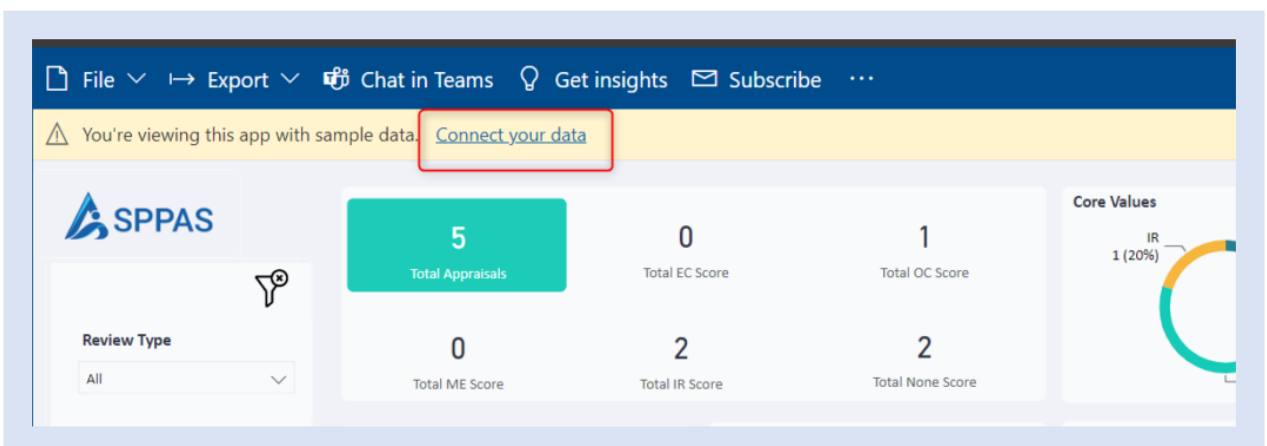 File Export Chat in Teams Get insights Subscribe ...
You're viewing this app with sample data. Connect your data
SPPAS
Review Type
All
5
Total Appraisals
0
Total EC Score
1
Total OC Score
0
Total ME Score
2
Total IR Score
2
Total None Score
Core Values
IR
1 (20%)